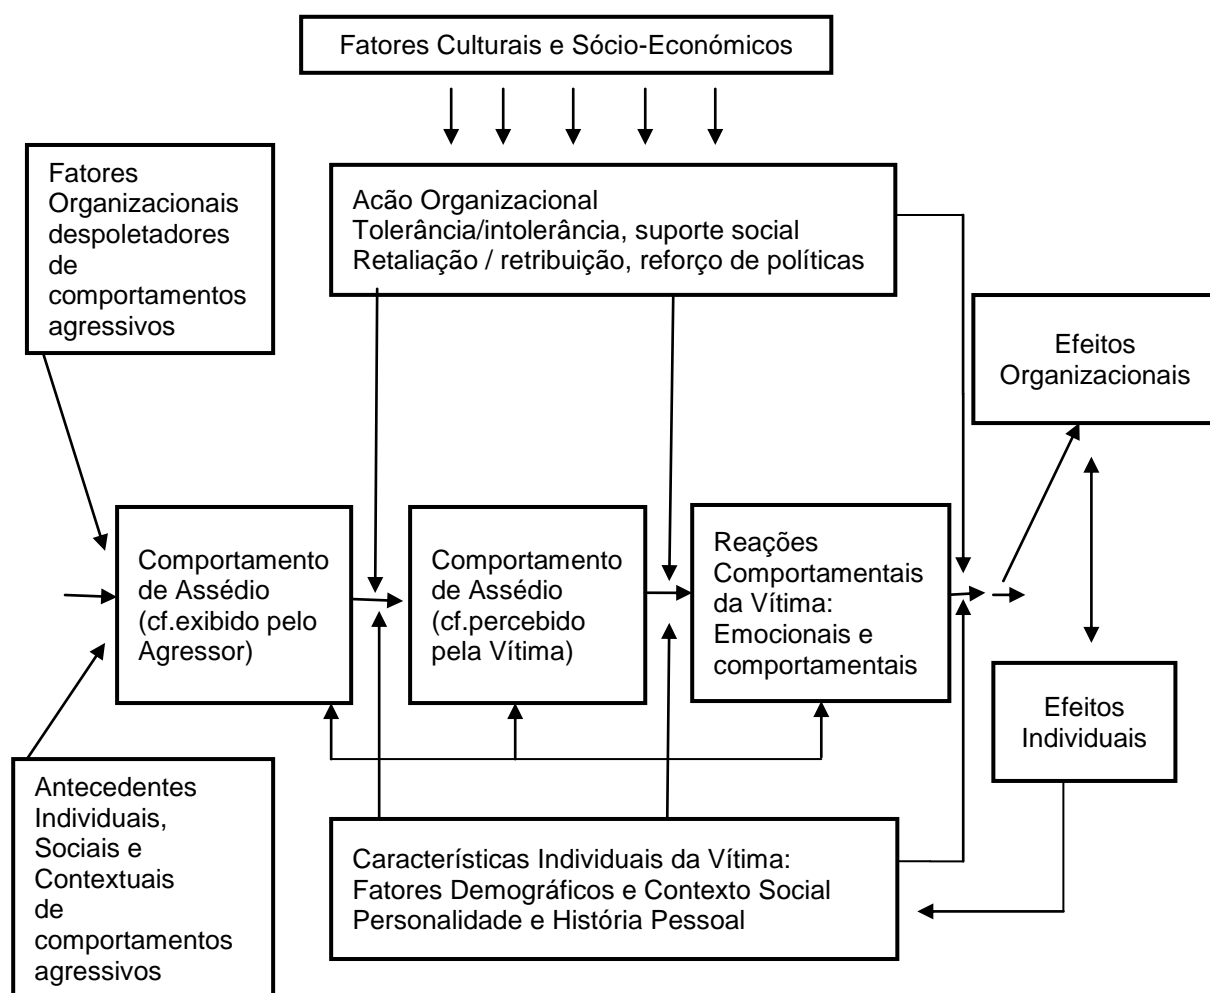 Fatores Culturais e Sócio-Económicos
Fatores
Organizacionais
despoletadores
de
comportamentos
agressivos
Acão Organizacional
Tolerância/intolerância, suporte social
Retaliação / retribuição, reforço de políticas
Efeitos
Organizacionais
Comportamento
de Assédio
(cf.exibido pelo
Agressor)
Comportamento
de Assédio
(cf.percebido
pela Vítima)
Reações
Comportamentais
da Vítima:
Emocionais e
comportamentais
Efeitos
Individuais
Antecedentes
Individuais,
Sociais e
Contextuais
de
comportamentos
agressivos
Característicás Individuais da Vítima:
Fatores Demográficos e Contexto Social
Personalidade e História Pessoal